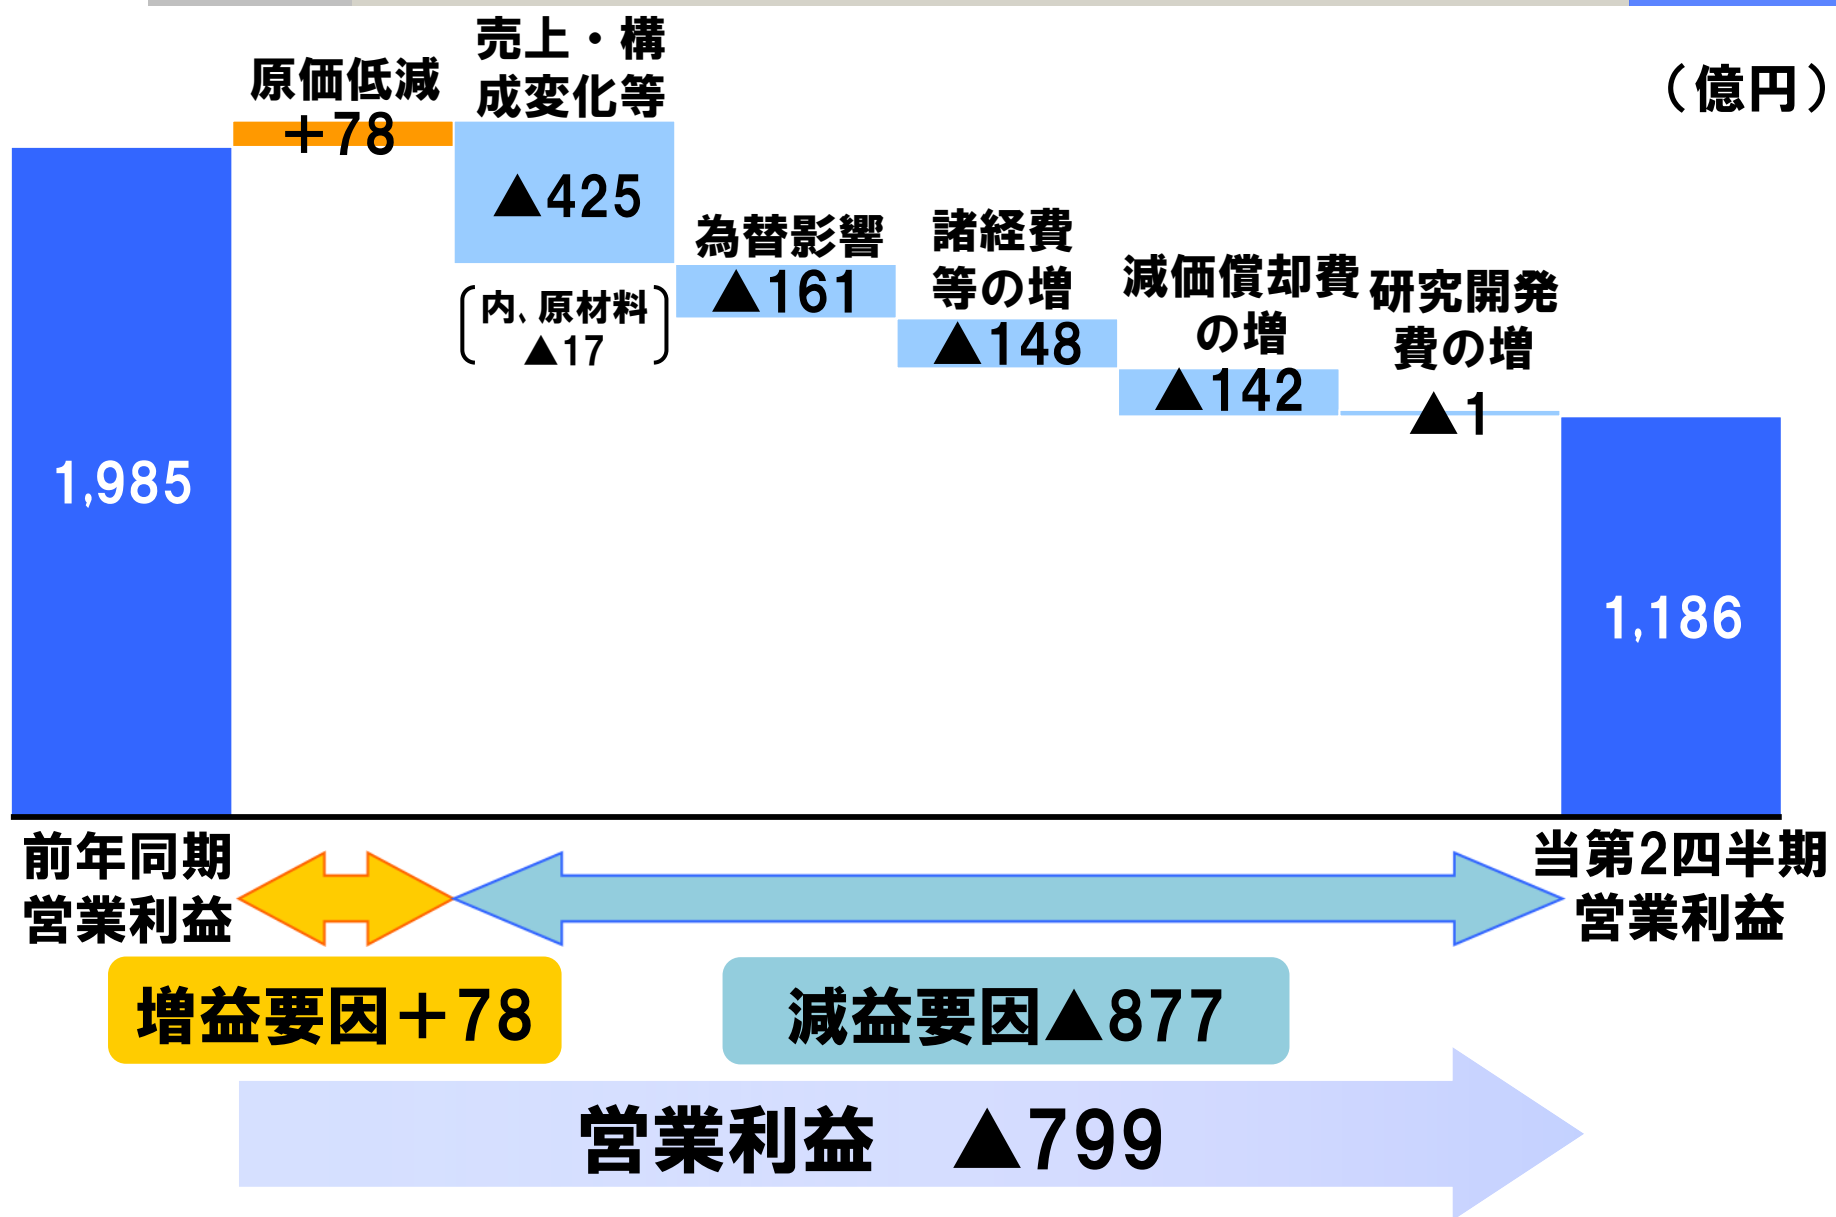 （億円）
原価低減
＋78
売上・構
成変化等
▲425
内、原材料
▲17
為替影響
▲161
諸経費
等の増
▲148
減価償却費
の増
▲142
研究開発
費の増
▲1
1,985
1,186
前年同期
営業利益
当第2四半期
営業利益
増益要因＋78
減益要因▲877
営業利益　▲799